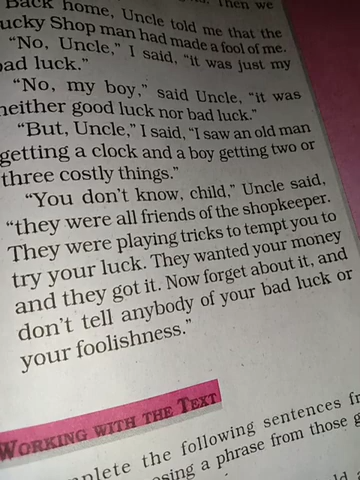 Back home, Uncle told me that the
ucky Shop man had made a fool of me.
"No, Uncle," I said, "it was just my
bad luck."
"No, my boy," said Uncle, "it was
neither good luck nor bad luck."
"But, Uncle," I said, "I saw an old man
getting a clock and a boy getting two or
three costly things."
"You don't know, child," Uncle said,
"they were all friends of the shopkeeper.
They were playing tricks to tempt you to
try your luck. They wanted your money
and they got it. Now forget about it, and
don't tell anybody of your bad luck or
your foolishness."
WORKING WITH THE TEXT
the following sentences
a phrase from those